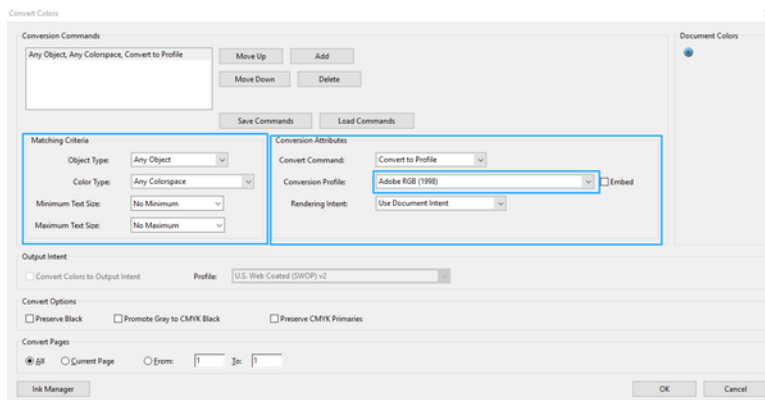 Convert Colors
Conversion Commands
Document Colors
Any Object, Any Colorspace, Convert to Profile
Move Up
Add
Move Down
Delete
Save Commands
Load Commands
Matching Criteria
Object Type:
Any Object
Color Type:
Any Colorspace
Minimum Text Size:
No Minimum
Maximum Text Size:
No Maximum
Conversion Attributes
Convert Command:
Convert to Profile
Conversion Profile:
Adobe RGB (1998)
Embed
Rendering Intent:
Use Document Intent
Output Intent
Convert Colors to Output Intent
Profile:
U.S. Web Coated (SWOP) v2
Convert Options
Preserve Black
Promote Gray to CMYK Black
Preserve CMYK Primaries
Convert Pages
All
Current Page
From:
1
To:
1
Ink Manager
OK
Cancel